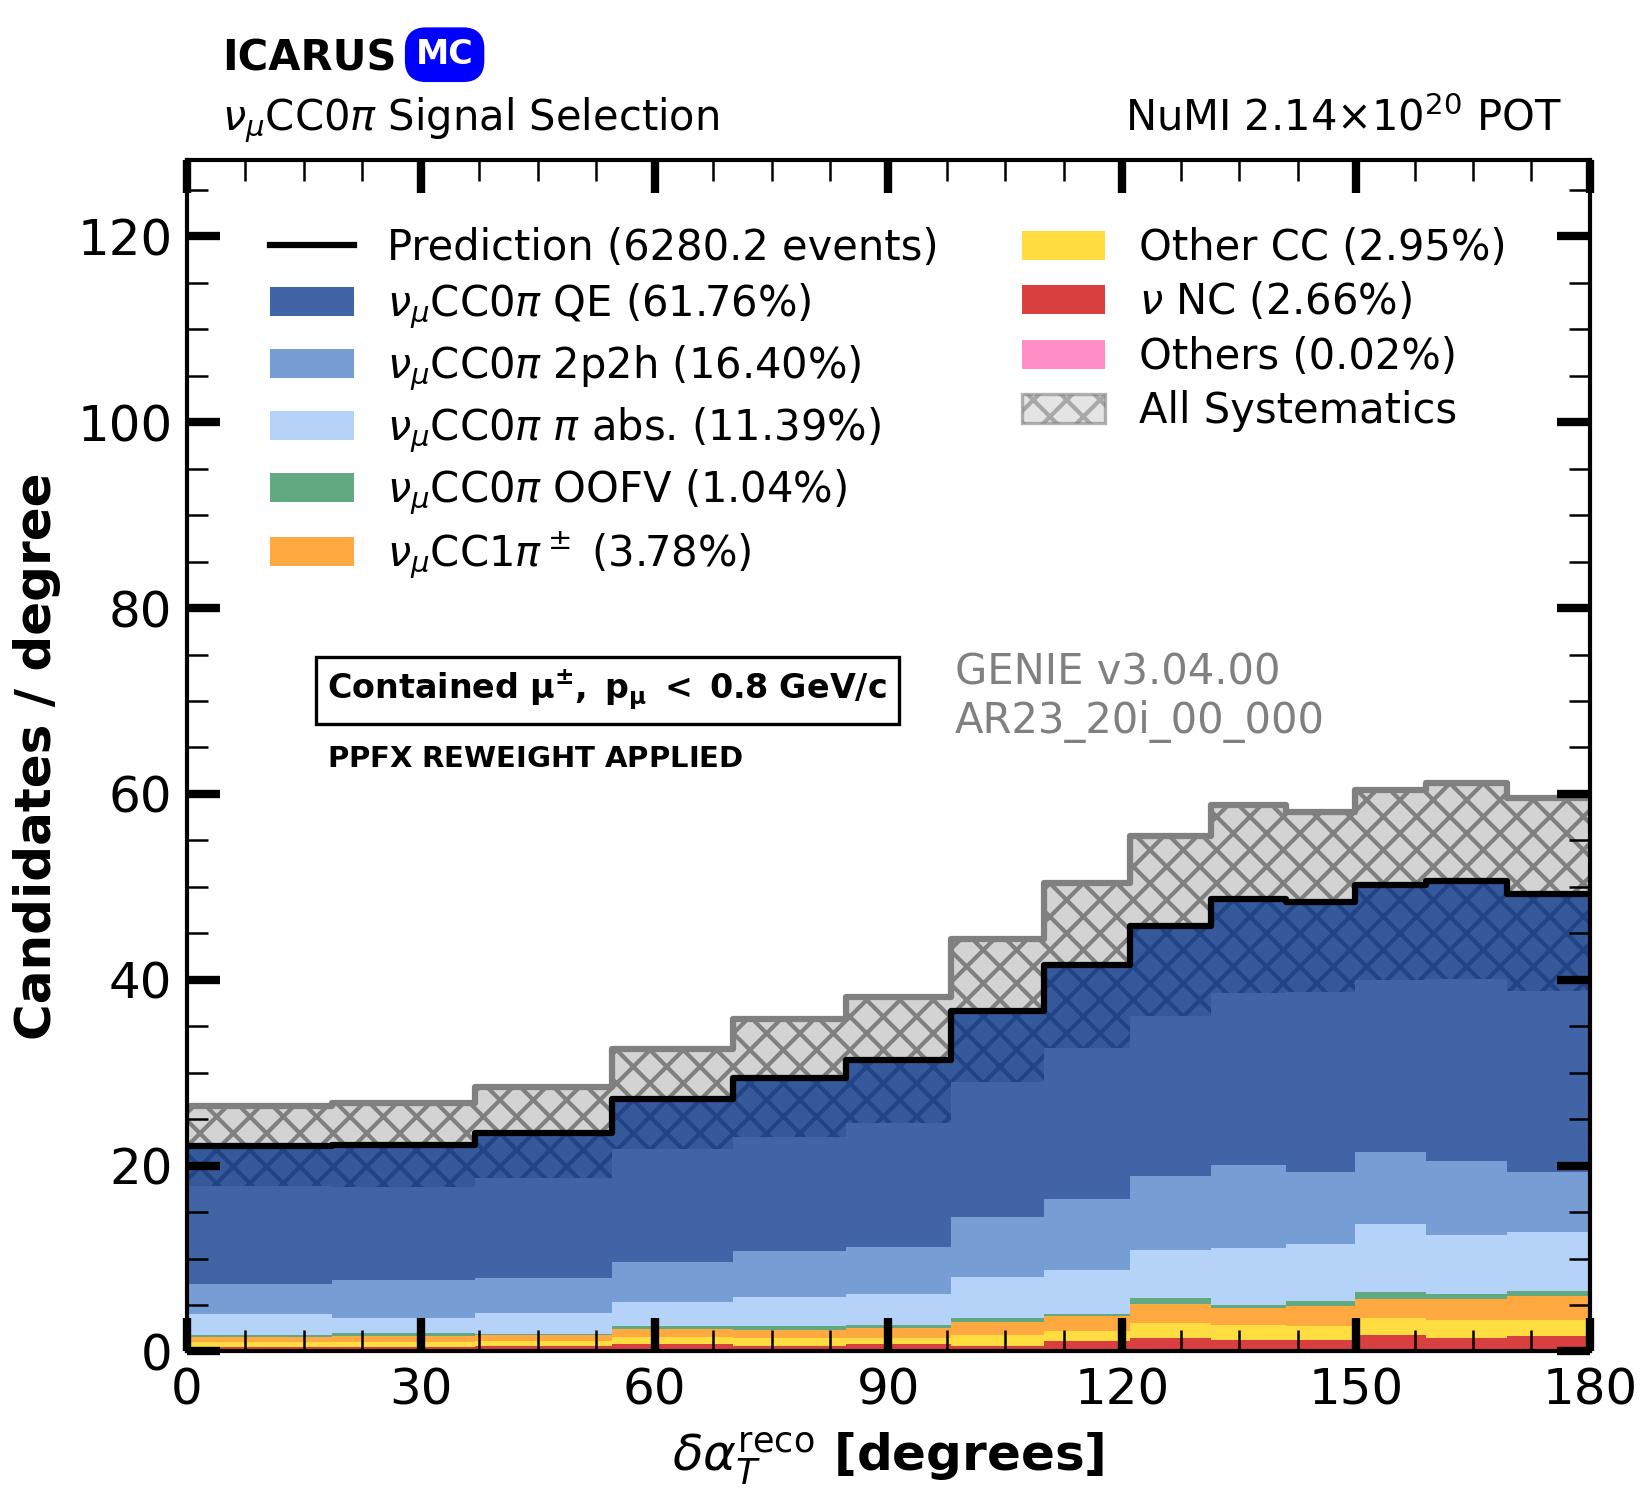 ICARUS MC
νμCC0π Signal Selection
NuMI 2.14×10²⁰ POT
Prediction (6280.2 events)
νμCC0π QE (61.76%)
νμCC0π 2p2h (16.40%)
νμCC0π π abs. (11.39%)
νμCC0π OOFV (1.04%)
νμCC1π± (3.78%)
Other CC (2.95%)
ν NC (2.66%)
Others (0.02%)
All Systematics
Contained μ±, pμ < 0.8 GeV/c
PPFX REWEIGHT APPLIED
GENIE v3.04.00
AR23_20i_00_000
Candidates / degree
120
100
80
60
40
20
0
0 30 60 90 120 150 180
δα_T^reco [degrees]